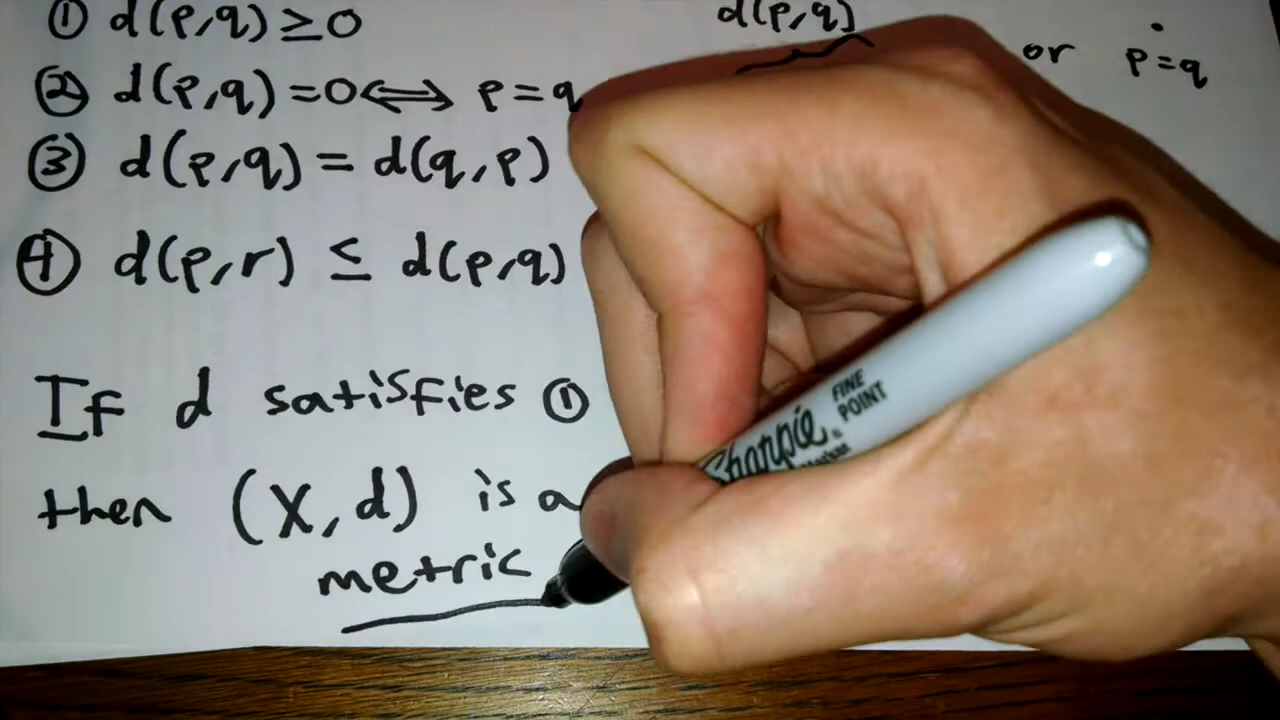 ① d(p,q) ≥ 0
② d(p,q) = 0 ⟺ p = q
③ d(p,q) = d(q,p)
④ d(p,r) ≤ d(p,q)
If d satisfies ①
then (X,d) is a
metric
d(p,q)
or p=q
Sharpie
FINE
POINT